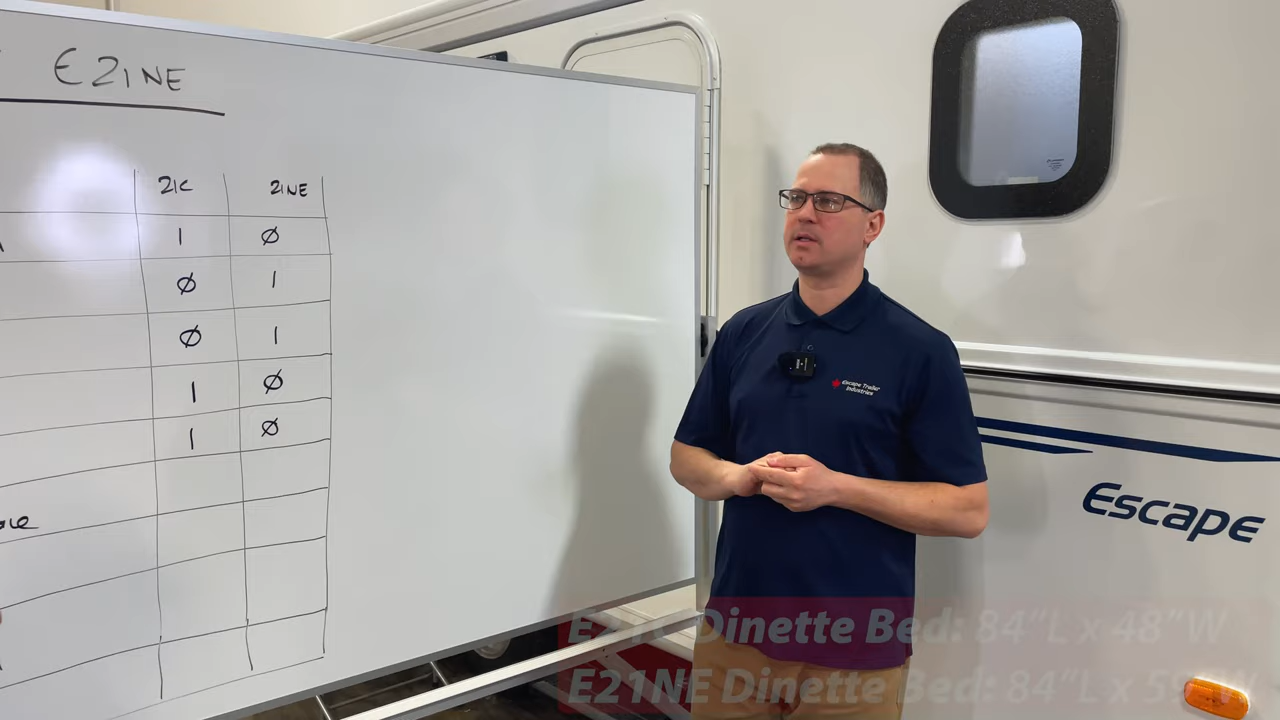 E21NE
21C 21NE
1 Ø
Ø 1
Ø 1
1 Ø
1 Ø
Escape Trailer
Industries
Escape
E21C Dinette Bed: 84"L x 48"W
E21NE Dinette Bed: 84"L x 59"W